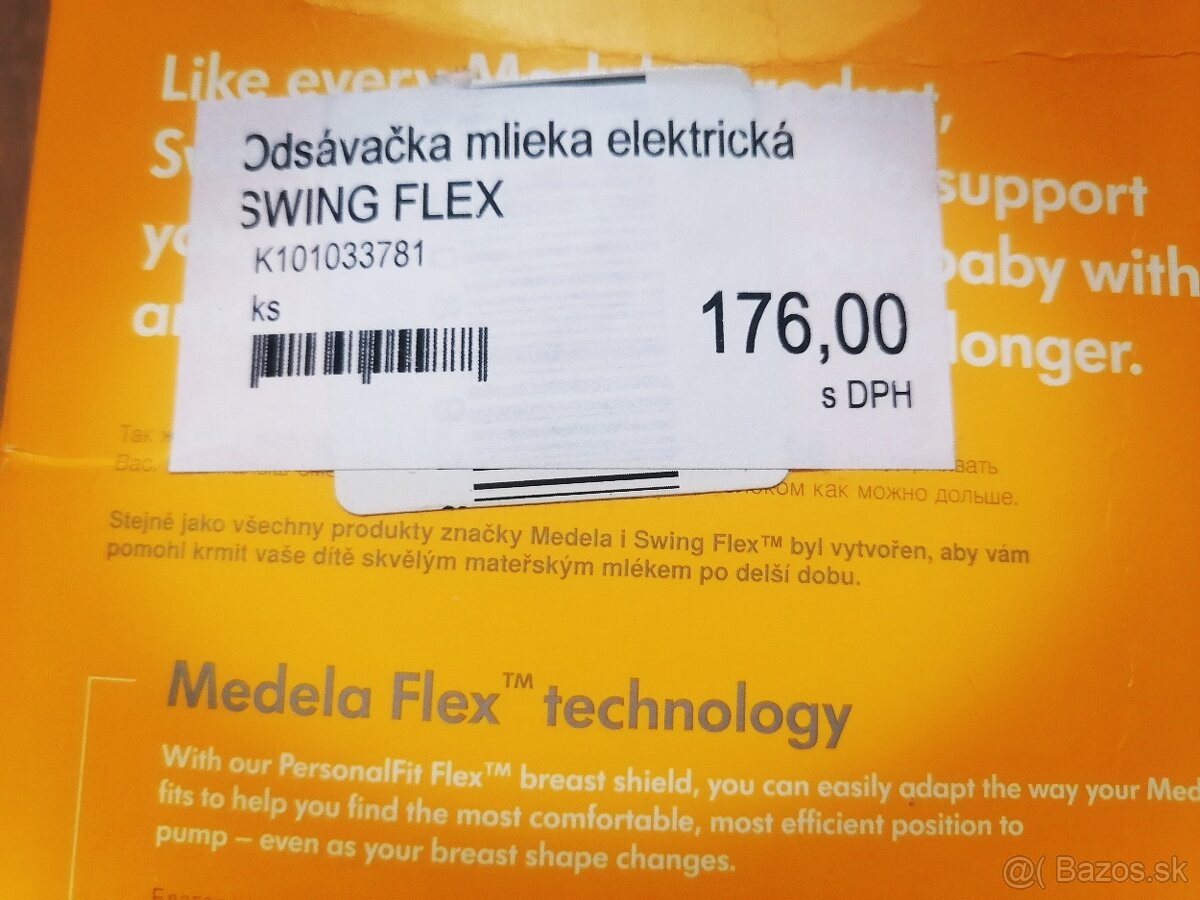 Like every
support
baby with
longer.
Odsávačka mlieka elektrická
SWING FLEX
K101033781
ks
176,00
s DPH
Так
Вас.
как можно дольше.
Stejně jako všechny produkty značky Medela i Swing Flex™ byl vytvořen, aby vám
pomohl krmit vaše dítě skvělým mateřským mlékem po delší dobu.
Medela Flex™ technology
With our PersonalFit Flex™ breast shield, you can easily adapt the way your Med
fits to help you find the most comfortable, most efficient position to
pump – even as your breast shape changes.
@( Bazos.sk